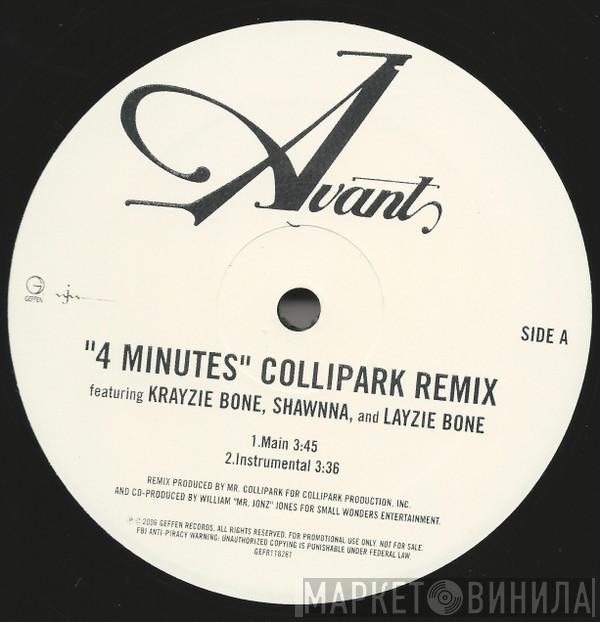 Avant
GEFFEN
SIDE A
"4 MINUTES" COLLIPARK REMIX
featuring KRAYZIE BONE, SHAWNNA, and LAYZIE BONE
1.Main 3:45
2.Instrumental 3:36
REMIX PRODUCED BY MR. COLLIPARK FOR COLLIPARK PRODUCTION, INC.
AND CO-PRODUCED BY WILLIAM "MR. JONZ" JONES FOR SMALL WONDERS ENTERTAINMENT.
℗ © 2006 GEFFEN RECORDS. ALL RIGHTS RESERVED. FOR PROMOTIONAL USE ONLY. NOT FOR SALE.
FBI ANTI-PIRACY WARNING: UNAUTHORIZED COPYING IS PUNISHABLE UNDER FEDERAL LAW.
GEFR118261
МАРКЕТ ВИНИЛА